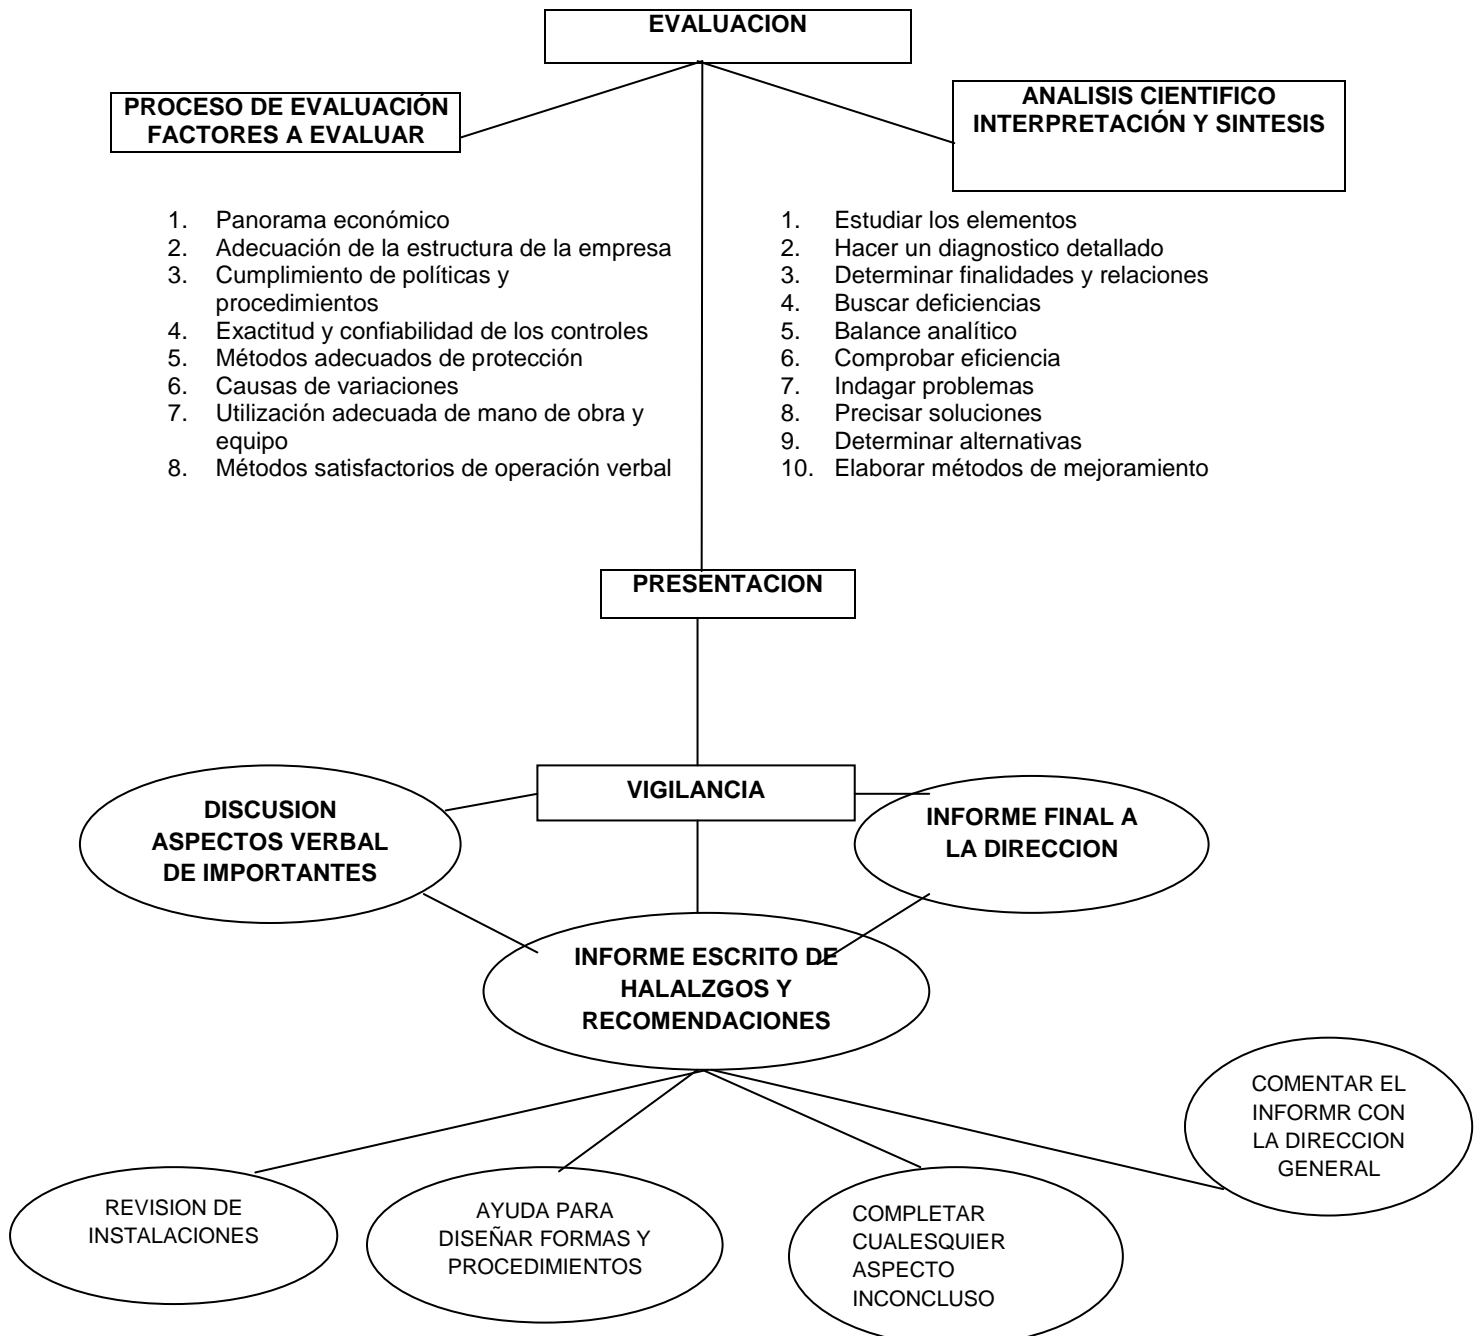 EVALUACION
PROCESO DE EVALUACIÓN
FACTORES A EVALUAR
ANALISIS CIENTIFICO
INTERPRETACIÓN Y SINTESIS
1. Panorama económico
2. Adecuación de la estructura de la empresa
3. Cumplimiento de políticas y
procedimientos
4. Exactitud y confiabilidad de los controles
5. Métodos adecuados de protección
6. Causas de variaciones
7. Utilización adecuada de mano de obra y
equipo
8. Métodos satisfactorios de operación verbal
1. Estudiar los elementos
2. Hacer un diagnostico detallado
3. Determinar finalidades y relaciones
4. Buscar deficiencias
5. Balance analítico
6. Comprobar eficiencia
7. Indagar problemas
8. Precisar soluciones
9. Determinar alternativas
10. Elaborar métodos de mejoramiento
PRESENTACION
VIGILANCIA
DISCUSION
ASPECTOS VERBAL
DE IMPORTANTES
INFORME FINAL A
LA DIRECCION
INFORME ESCRITO DE
HALALZGOS Y
RECOMENDACIONES
REVISION DE
INSTALACIONES
AYUDA PARA
DISEÑAR FORMAS Y
PROCEDIMIENTOS
COMPLETAR
CUALESQUIER
ASPECTO
INCONCLUSO
COMENTAR EL
INFORMR CON
LA DIRECCION
GENERAL